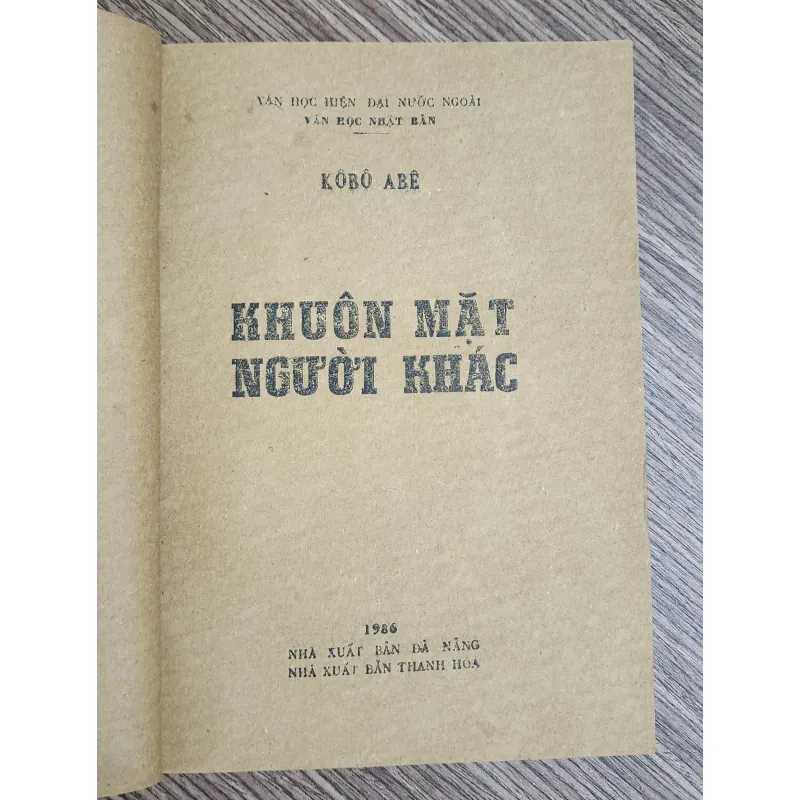 VĂN HỌC HIỆN ĐẠI NƯỚC NGOÀI
VĂN HỌC NHẬT BẢN
KÔBÔ ABÊ
KHUÔN MẶT
NGƯỜI KHÁC
1986
NHÀ XUẤT BẢN ĐÀ NẴNG
NHÀ XUẤT BẢN THANH HÓA